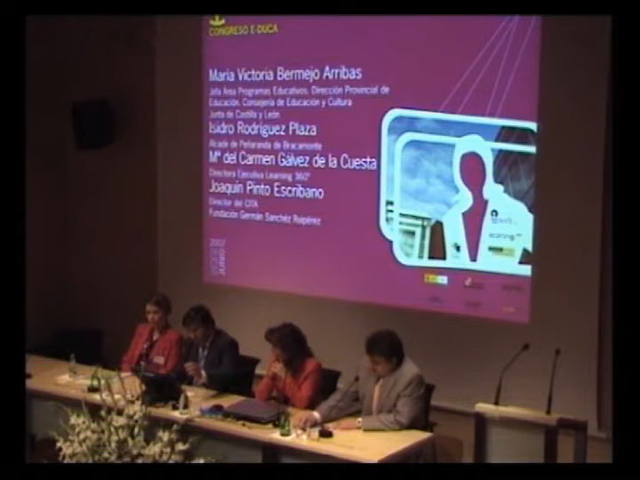 CONGRESO E-DUCA
María Victoria Bermejo Arribas
Jefa Área Programas Educativos. Dirección Provincial de
Educación. Consejería de Educación y Cultura
Junta de Castilla y León
Isidro Rodríguez Plaza
Alcalde de Peñaranda de Bracamonte
Mª del Carmen Gálvez de la Cuesta
Directora Ejecutiva Learning 360º
Joaquín Pinto Escribano
Director del CITA
Fundación Germán Sanchéz Ruipérez
2007